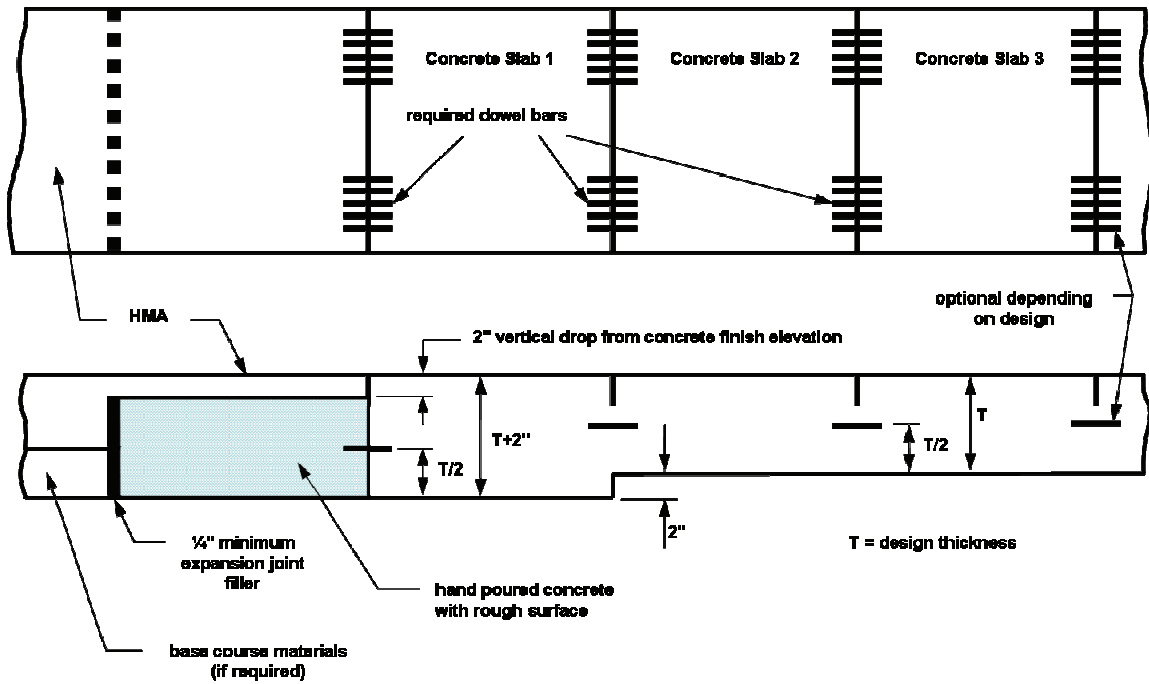 Concrete Slab 1
Concrete Slab 2
Concrete Slab 3
required dowel bars
HMA
optional depending
on design
2" vertical drop from concrete finish elevation
T+2"
T
T/2
T/2
2"
¼" minimum
expansion joint
filler
T = design thickness
hand poured concrete
with rough surface
base course materials
(if required)